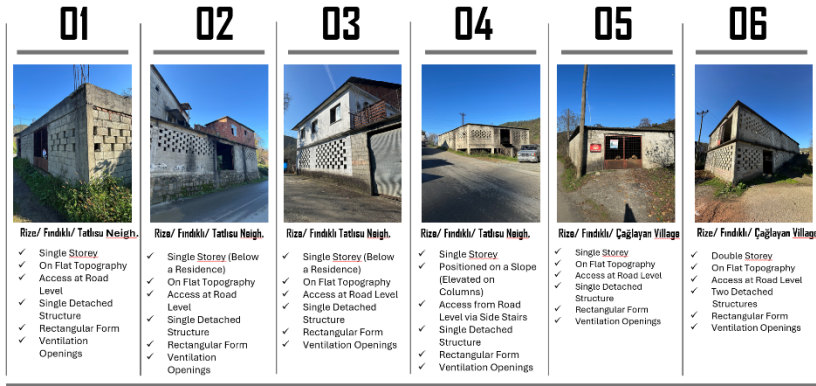 01
Rize/ Fındıklı/ Tatlısu Neigh.
✓ Single Storey
✓ On Flat Topography
✓ Access at Road
Level
✓ Single Detached
Structure
✓ Rectangular Form
✓ Ventilation
Openings
02
Rize/ Fındıklı/ Tatlısu Neigh.
✓ Single Storey (Below
a Residence)
✓ On Flat Topography
✓ Access at Road
Level
✓ Single Detached
Structure
✓ Rectangular Form
✓ Ventilation
Openings
03
Rize/ Fındıklı/ Tatlısu Neigh.
✓ Single Storey (Below
a Residence)
✓ On Flat Topography
✓ Access at Road Level
✓ Single Detached
Structure
✓ Rectangular Form
✓ Ventilation Openings
04
Rize/ Fındıklı/ Tatlısu Neigh.
✓ Single Storey
✓ Positioned on a Slope
(Elevated on
Columns)
✓ Access from Road
Level via Side Stairs
✓ Single Detached
Structure
✓ Rectangular Form
✓ Ventilation Openings
05
Rize/ Fındıklı/ Çağlayan Village
✓ Single Storey
✓ On Flat Topography
✓ Access at Road Level
✓ Single Detached
Structure
✓ Rectangular Form
✓ Ventilation Openings
06
Rize/ Fındıklı/ Çağlayan Village
✓ Double Storey
✓ On Flat Topography
✓ Access at Road Level
✓ Two Detached
Structures
✓ Rectangular Form
✓ Ventilation Openings